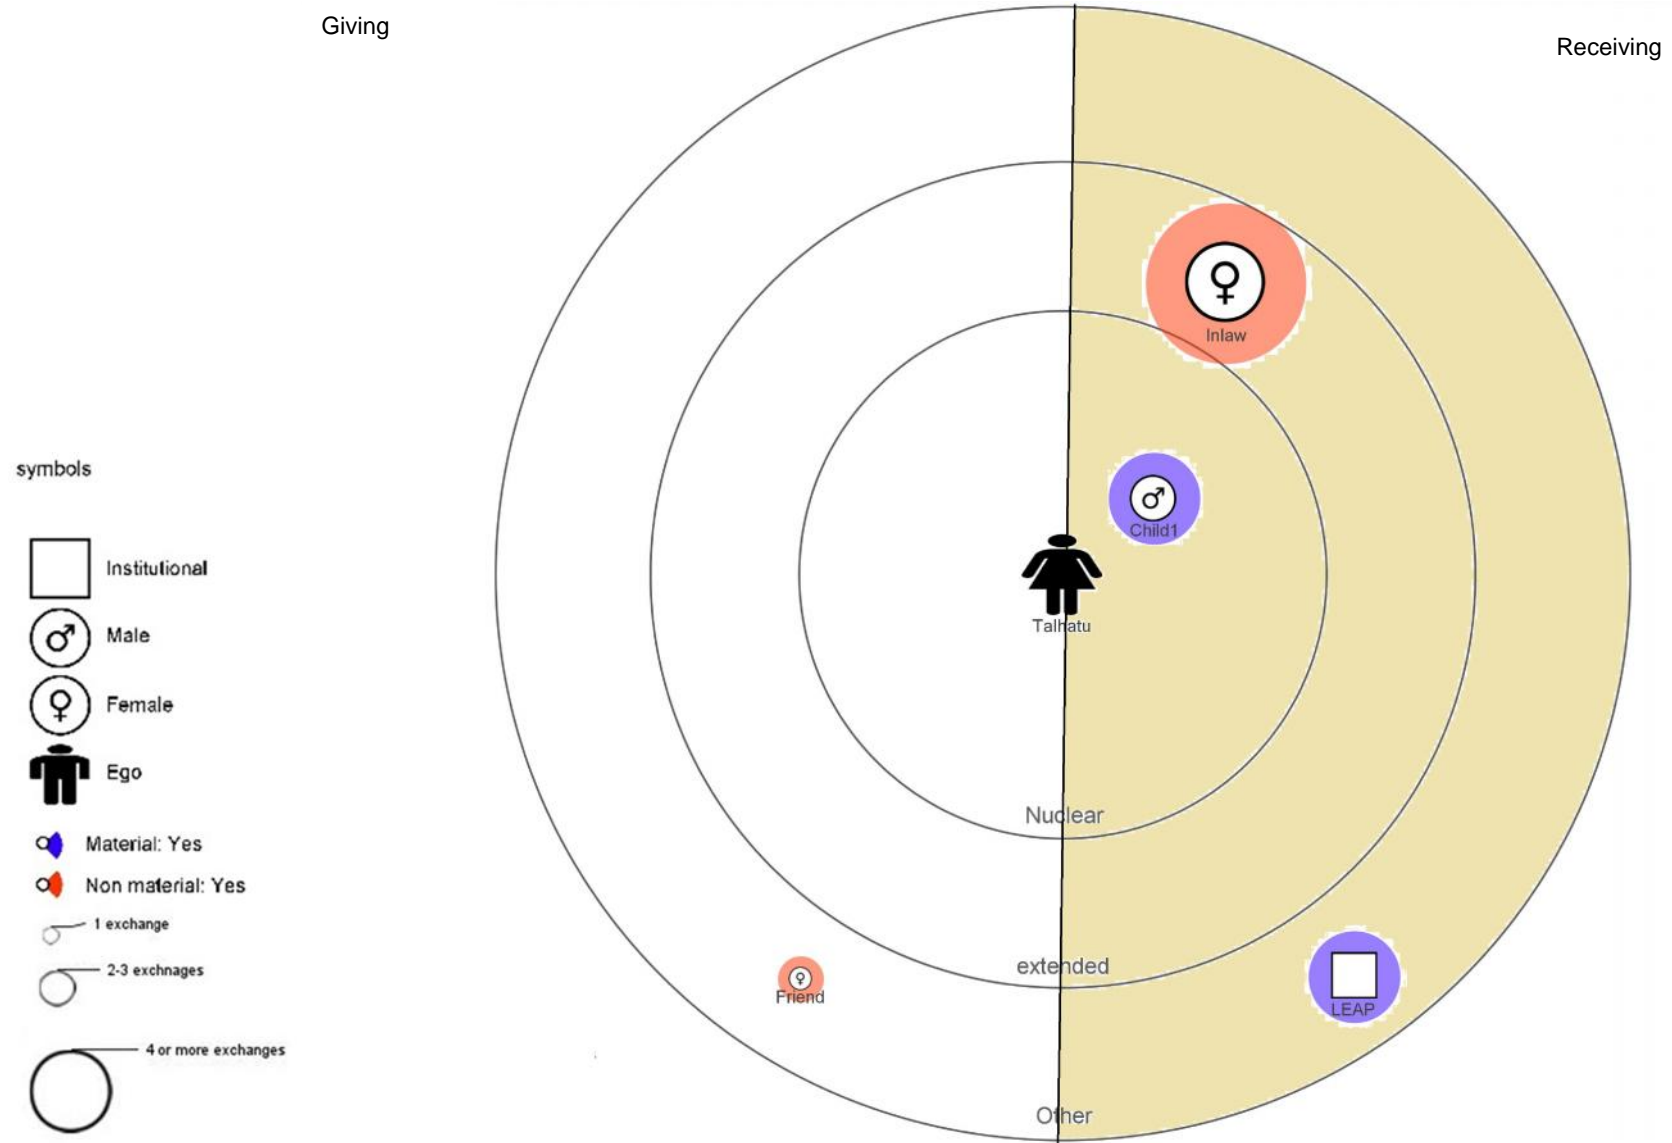 Giving
Receiving
Inlaw
Child1
Talhatu
symbols
Institutional
Male
Female
Ego
Material: Yes
Non material: Yes
1 exchange
2-3 exchnages
4 or more exchanges
Nuclear
extended
Friend
LEAP
Other